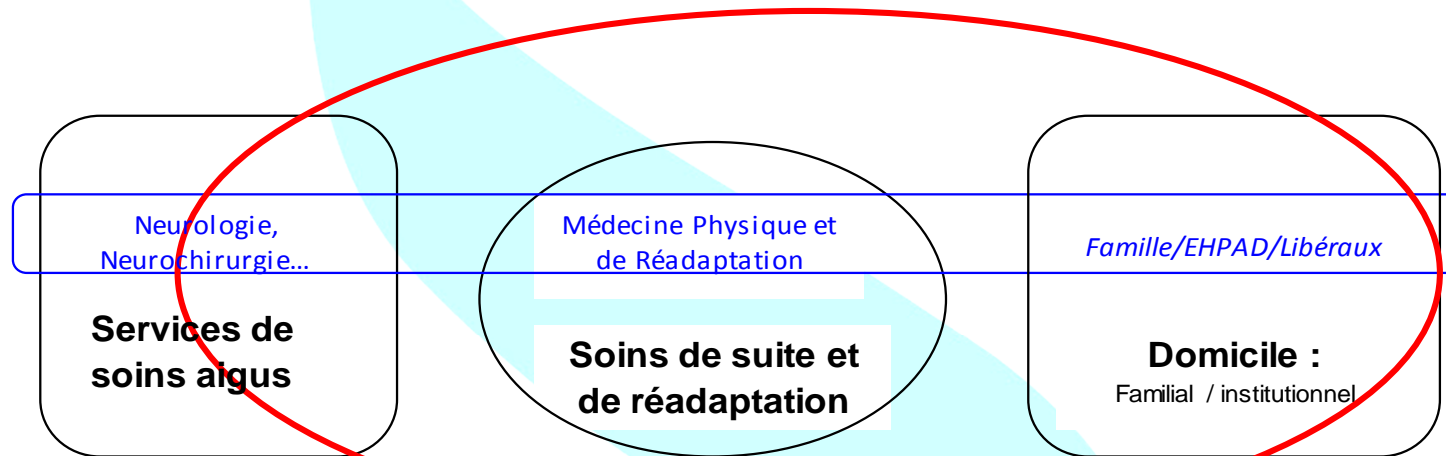 Neurologie,
Neurochirurgie…
Services de
soins aigus
Médecine Physique et
de Réadaptation
Soins de suite et
de réadaptation
Famille/EHPAD/Libéraux
Domicile :
Familial / institutionnel